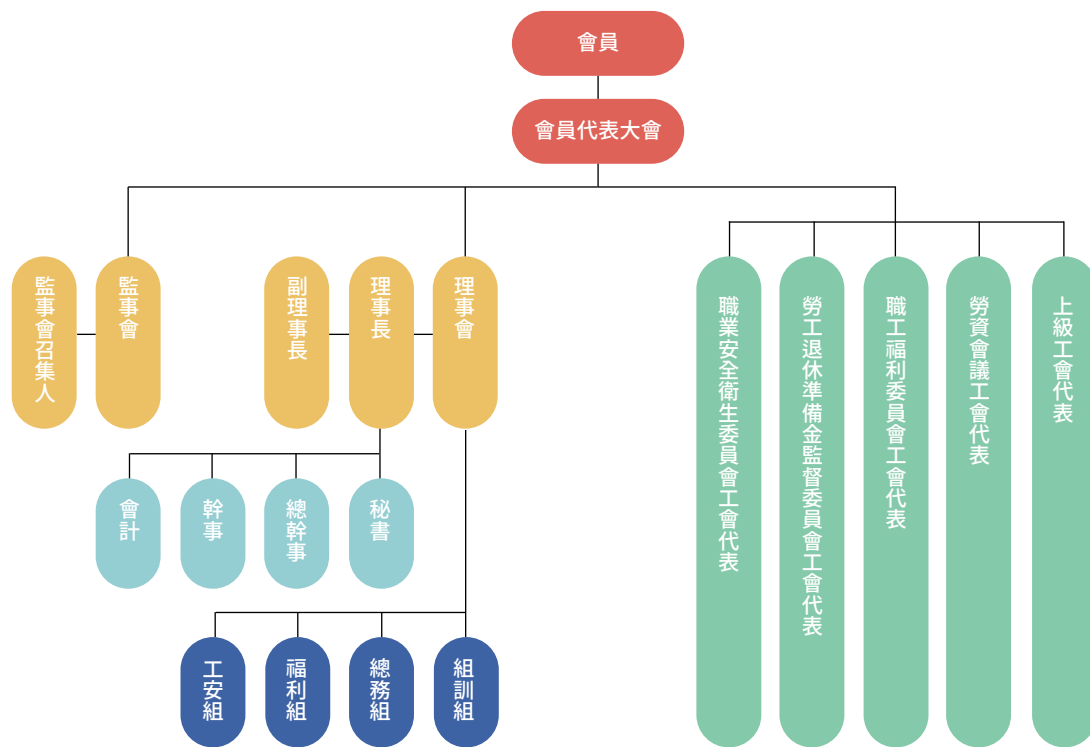 會員
會員代表大會
監事會召集人
監事會
副理事長
理事長
理事會
職業安全衛生委員會工會代表
勞工退休準備金監督委員會工會代表
職工福利委員會工會代表
勞資會議工會代表
上級工會代表
會計
幹事
總幹事
秘書
工安組
福利組
總務組
組訓組